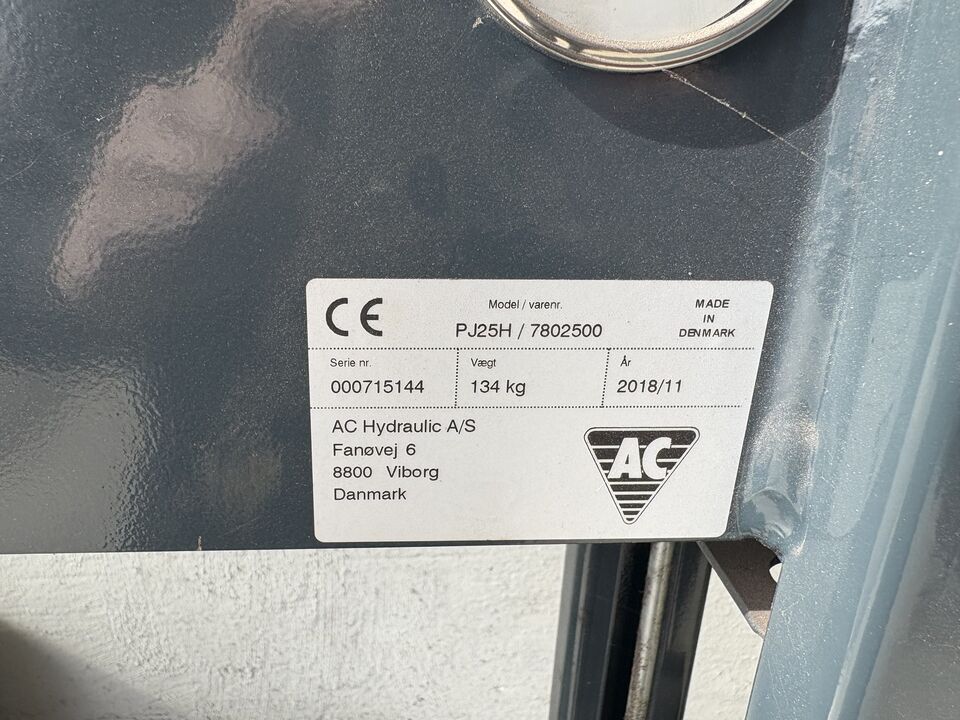 CE
Model / varenr.
PJ25H / 7802500
MADE
IN
DENMARK
Serie nr.
000715144
Vægt
134 kg
År
2018/11
AC Hydraulic A/S
Fanøvej 6
8800 Viborg
Danmark
AC